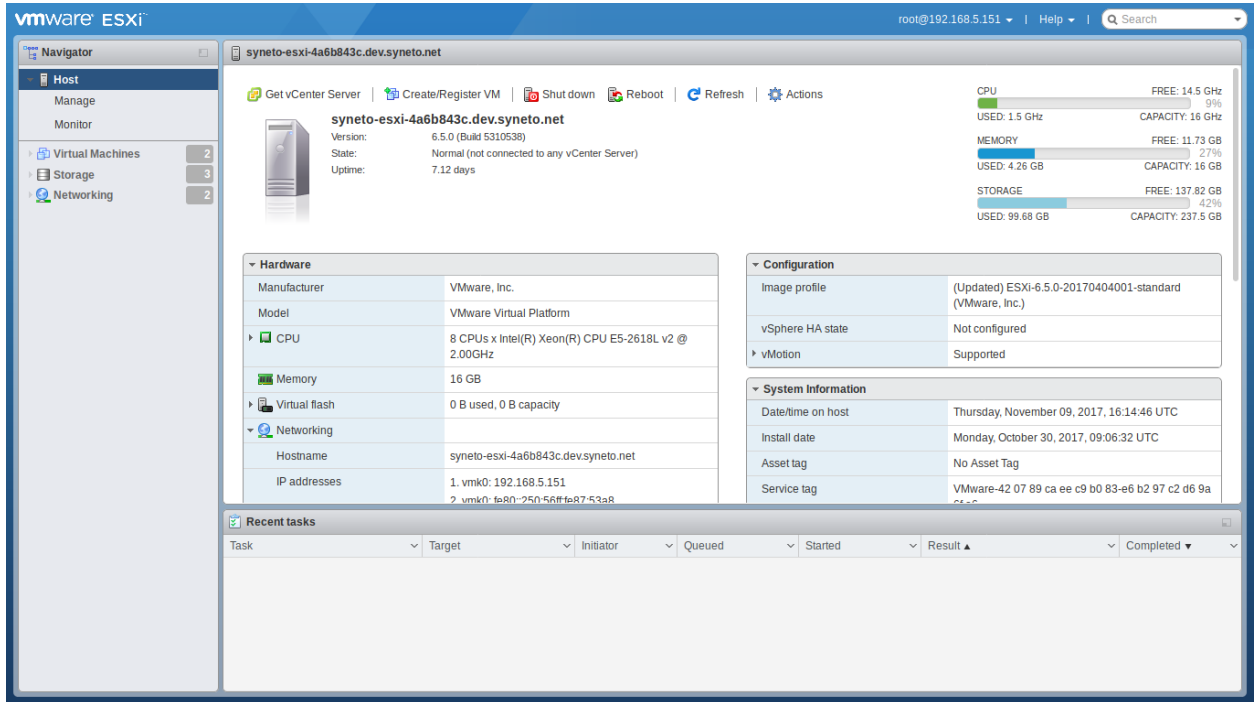 vmware ESXi
root@192.168.5.151 | Help | Search
Navigator
Host
Manage
Monitor
Virtual Machines 2
Storage 3
Networking 2
syneto-esxi-4a6b843c.dev.syneto.net
Get vCenter Server | Create/Register VM | Shut down Reboot | Refresh | Actions
syneto-esxi-4a6b843c.dev.syneto.net
Version: 6.5.0 (Build 5310538)
State: Normal (not connected to any vCenter Server)
Uptime: 7.12 days
CPU FREE: 14.5 GHz
9%
USED: 1.5 GHz CAPACITY: 16 GHz
MEMORY FREE: 11.73 GB
27%
USED: 4.26 GB CAPACITY: 16 GB
STORAGE FREE: 137.82 GB
42%
USED: 99.68 GB CAPACITY: 237.5 GB
Hardware
Manufacturer VMware, Inc.
Model VMware Virtual Platform
CPU 8 CPUs x Intel(R) Xeon(R) CPU E5-2618L v2 @
2.00GHz
Memory 16 GB
Virtual flash 0 B used, 0 B capacity
Networking
Hostname syneto-esxi-4a6b843c.dev.syneto.net
IP addresses 1. vmk0: 192.168.5.151
2. vmk0: fe80::250:56ff:fe87:53a8
Configuration
Image profile (Updated) ESXi-6.5.0-20170404001-standard
(VMware, Inc.)
vSphere HA state Not configured
vMotion Supported
System Information
Date/time on host Thursday, November 09, 2017, 16:14:46 UTC
Install date Monday, October 30, 2017, 09:06:32 UTC
Asset tag No Asset Tag
Service tag VMware-42 07 89 ca ee c9 b0 83-e6 b2 97 c2 d6 9a
Recent tasks
Task Target Initiator Queued Started Result Completed